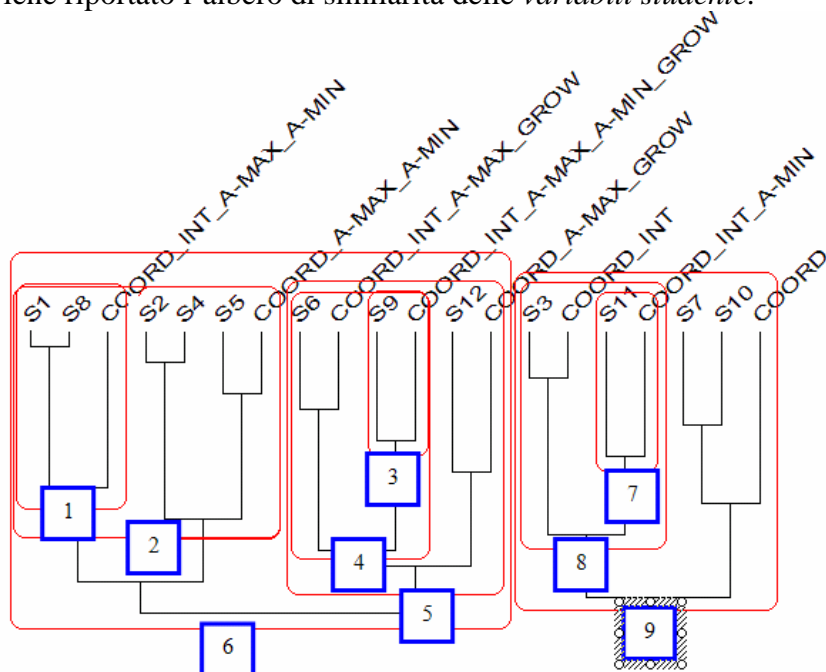 iene riportato l'albero di similarità delle variabili studente.
S1
S8
COORD_INT_A-MAX_A-MIN
S2
S4
S5
COORD_A-MAX_A-MIN
S6
COORD_INT_A-MAX_GROW
S9
COORD_INT_A-MAX_A-MIN_GROW
S12
COORD_A-MAX_GROW
S3
COORD_INT
S11
COORD_INT_A-MIN
S7
S10
COORD
1
2
3
4
5
6
7
8
9